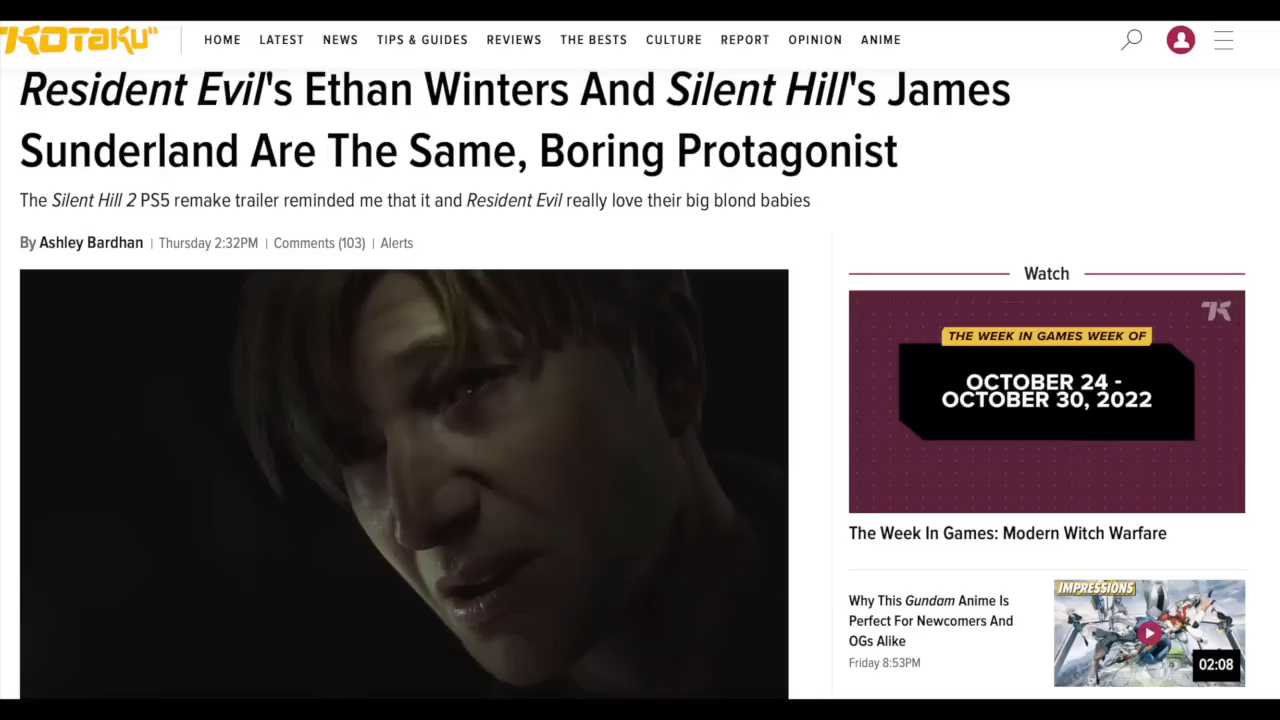 KOTaKU
HOME LATEST NEWS TIPS & GUIDES REVIEWS THE BESTS CULTURE REPORT OPINION ANIME
Resident Evil's Ethan Winters And Silent Hill's James
Sunderland Are The Same, Boring Protagonist
The Silent Hill 2 PS5 remake trailer reminded me that it and Resident Evil really love their big blond babies
By Ashley Bardhan | Thursday 2:32PM | Comments (103) | Alerts
Watch
THE WEEK IN GAMES WEEK OF
OCTOBER 24 -
OCTOBER 30, 2022
The Week In Games: Modern Witch Warfare
Why This Gundam Anime Is
Perfect For Newcomers And
OGs Alike
Friday 8:53PM
IMPRESSIONS
02:08